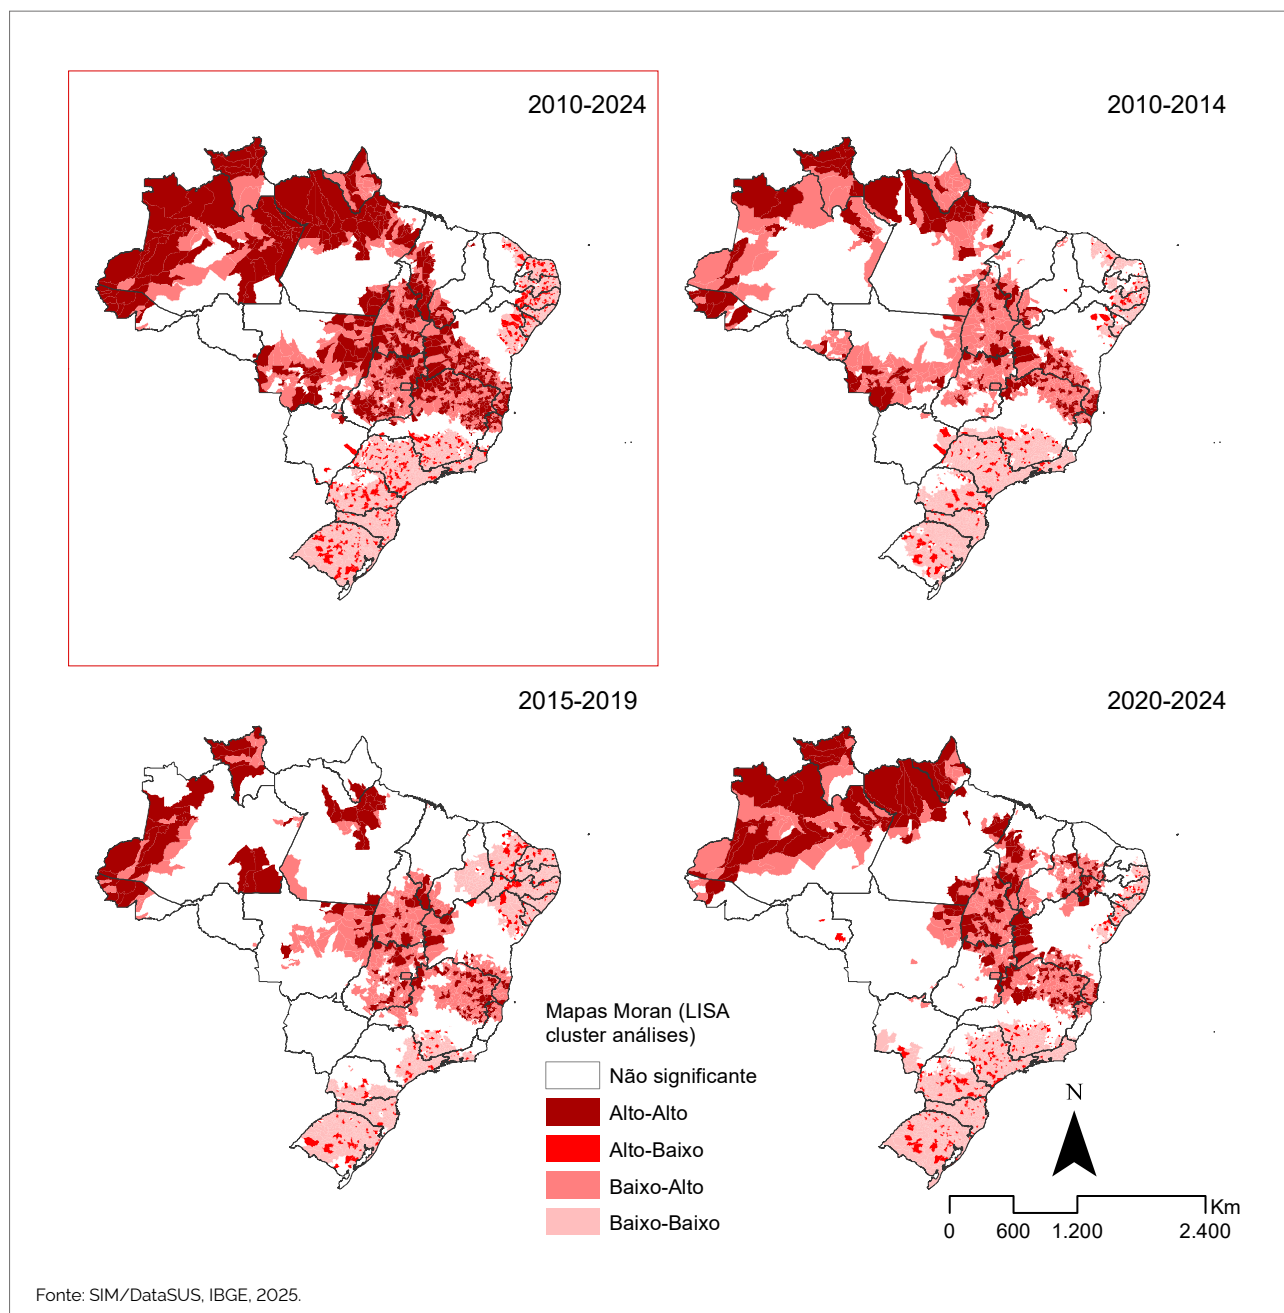 2010-2024
2010-2014
2015-2019
2020-2024
Mapas Moran (LISA
cluster análises)
Não significante
Alto-Alto
Alto-Baixo
Baixo-Alto
Baixo-Baixo
N
Km
0 600 1.200 2.400
Fonte: SIM/DataSUS, IBGE, 2025.